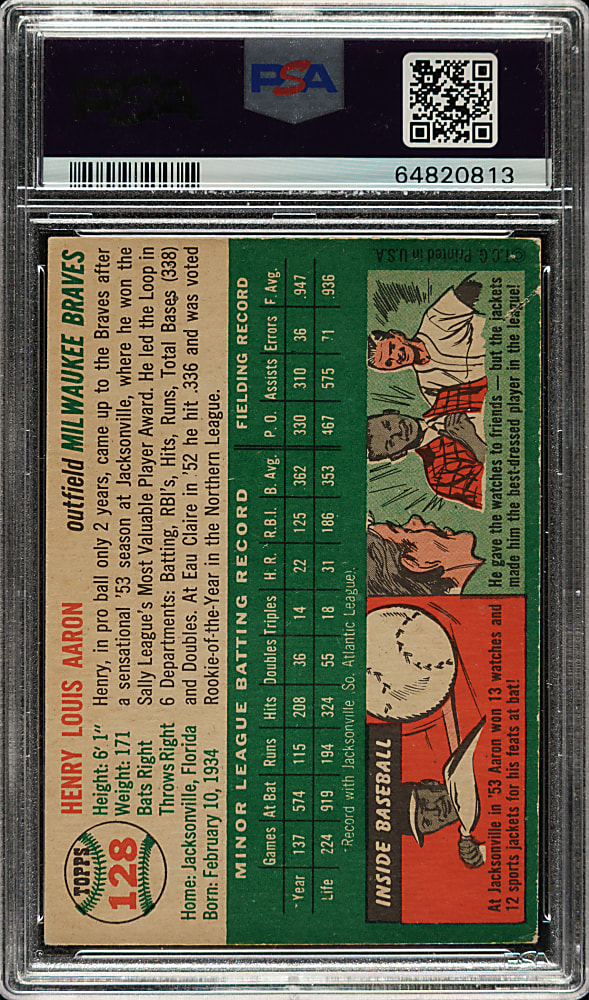 PSA
64820813
TOPPS
128
HENRY LOUIS AARON
outfield MILWAUKEE BRAVES
Height: 6' 1"
Weight: 171
Bats Right
Throws Right
Home: Jacksonville, Florida
Born: February 10, 1934
Henry, in pro ball only 2 years, came up to the Braves after
a sensational '53 season at Jacksonville, where he won the
Sally League's Most Valuable Player Award. He led the Loop in
6 Departments: Batting, RBI's, Hits, Runs, Total Bases (338)
and Doubles. At Eau Claire in '52 he hit .336 and was voted
Rookie-of-the-Year in the Northern League.
MINOR LEAGUE BATTING RECORD FIELDING RECORD
Games At Bat Runs Hits Doubles Triples H. R. R.B.I. B. Avg. P. O. Assists Errors F. Avg.
Year 137 574 115 208 36 14 22 125 .362 330 310 36 .947
Life 224 919 194 324 55 18 31 186 .353 467 575 71 .936
Record with Jacksonville (So. Atlantic League)
INSIDE BASEBALL
At Jacksonville in '53 Aaron won 13 watches and
12 sports jackets for his feats at bat!
He gave the watches to friends — but the jackets
made him the best-dressed player in the league!
©T.C.G. Printed in U.S.A.
PSA